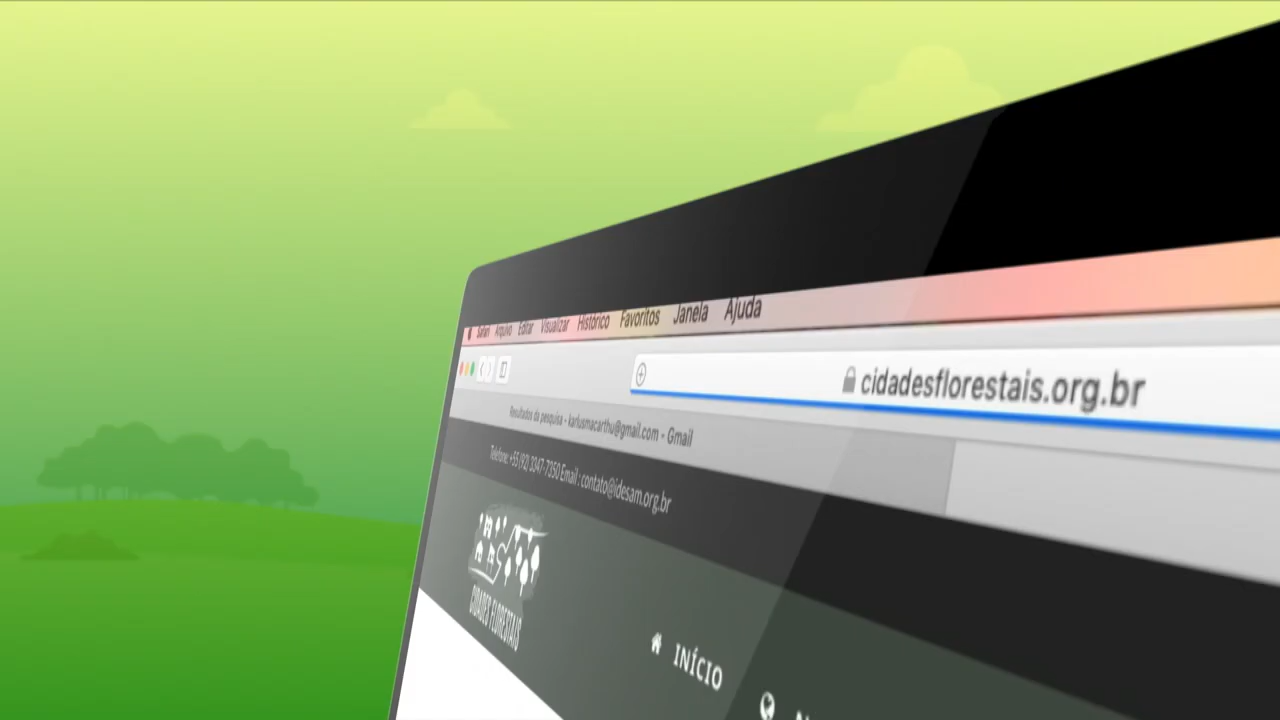 Safari Arquivo Editar Visualizar Histórico Favoritos Janela Ajuda
cidadesflorestais.org.br
Resultados da pesquisa - karlusmacarthu@gmail.com - Gmail
Telefone: +55 (92) 3347-7350 Email : contato@idesam.org.br
CIDADES FLORESTAIS
INÍCIO